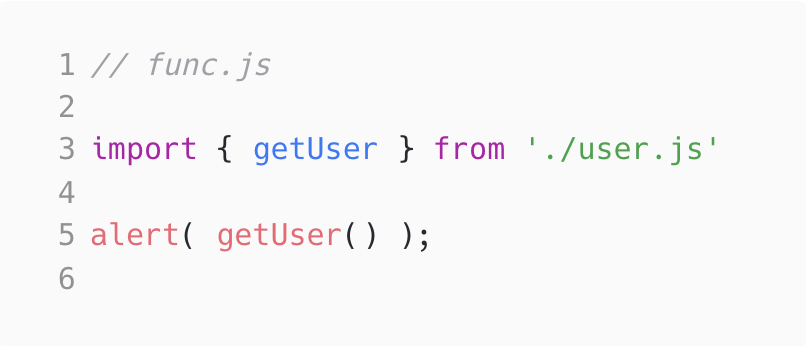 1 // func.js
2
3 import { getUser } from './user.js'
4
5 alert( getUser() );
6